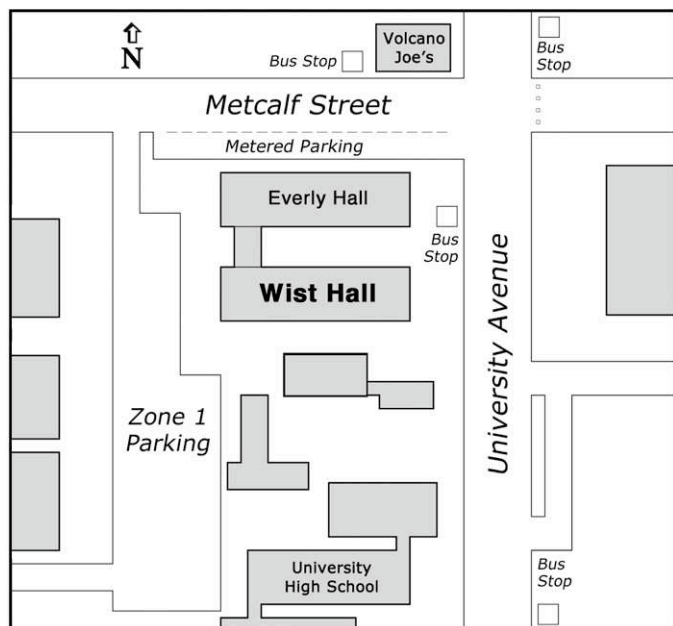 N
Bus Stop
Volcano
Joe's
Bus
Stop
Metcalf Street
Metered Parking
Everly Hall
Bus
Stop
Wist Hall
University Avenue
Zone 1
Parking
University
High School
Bus
Stop